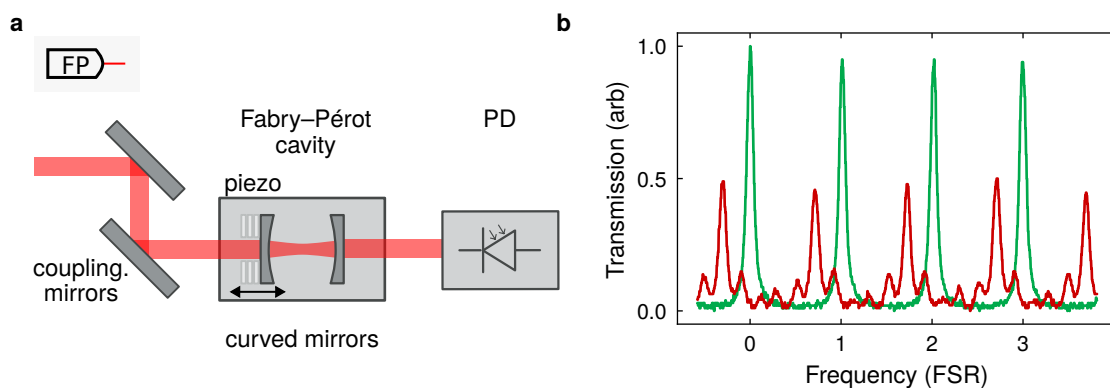 a
FP
Fabry–Pérot
cavity
PD
piezo
coupling.
mirrors
curved mirrors
b
Transmission (arb)
1.0
0.5
0.0
0
1
2
3
Frequency (FSR)